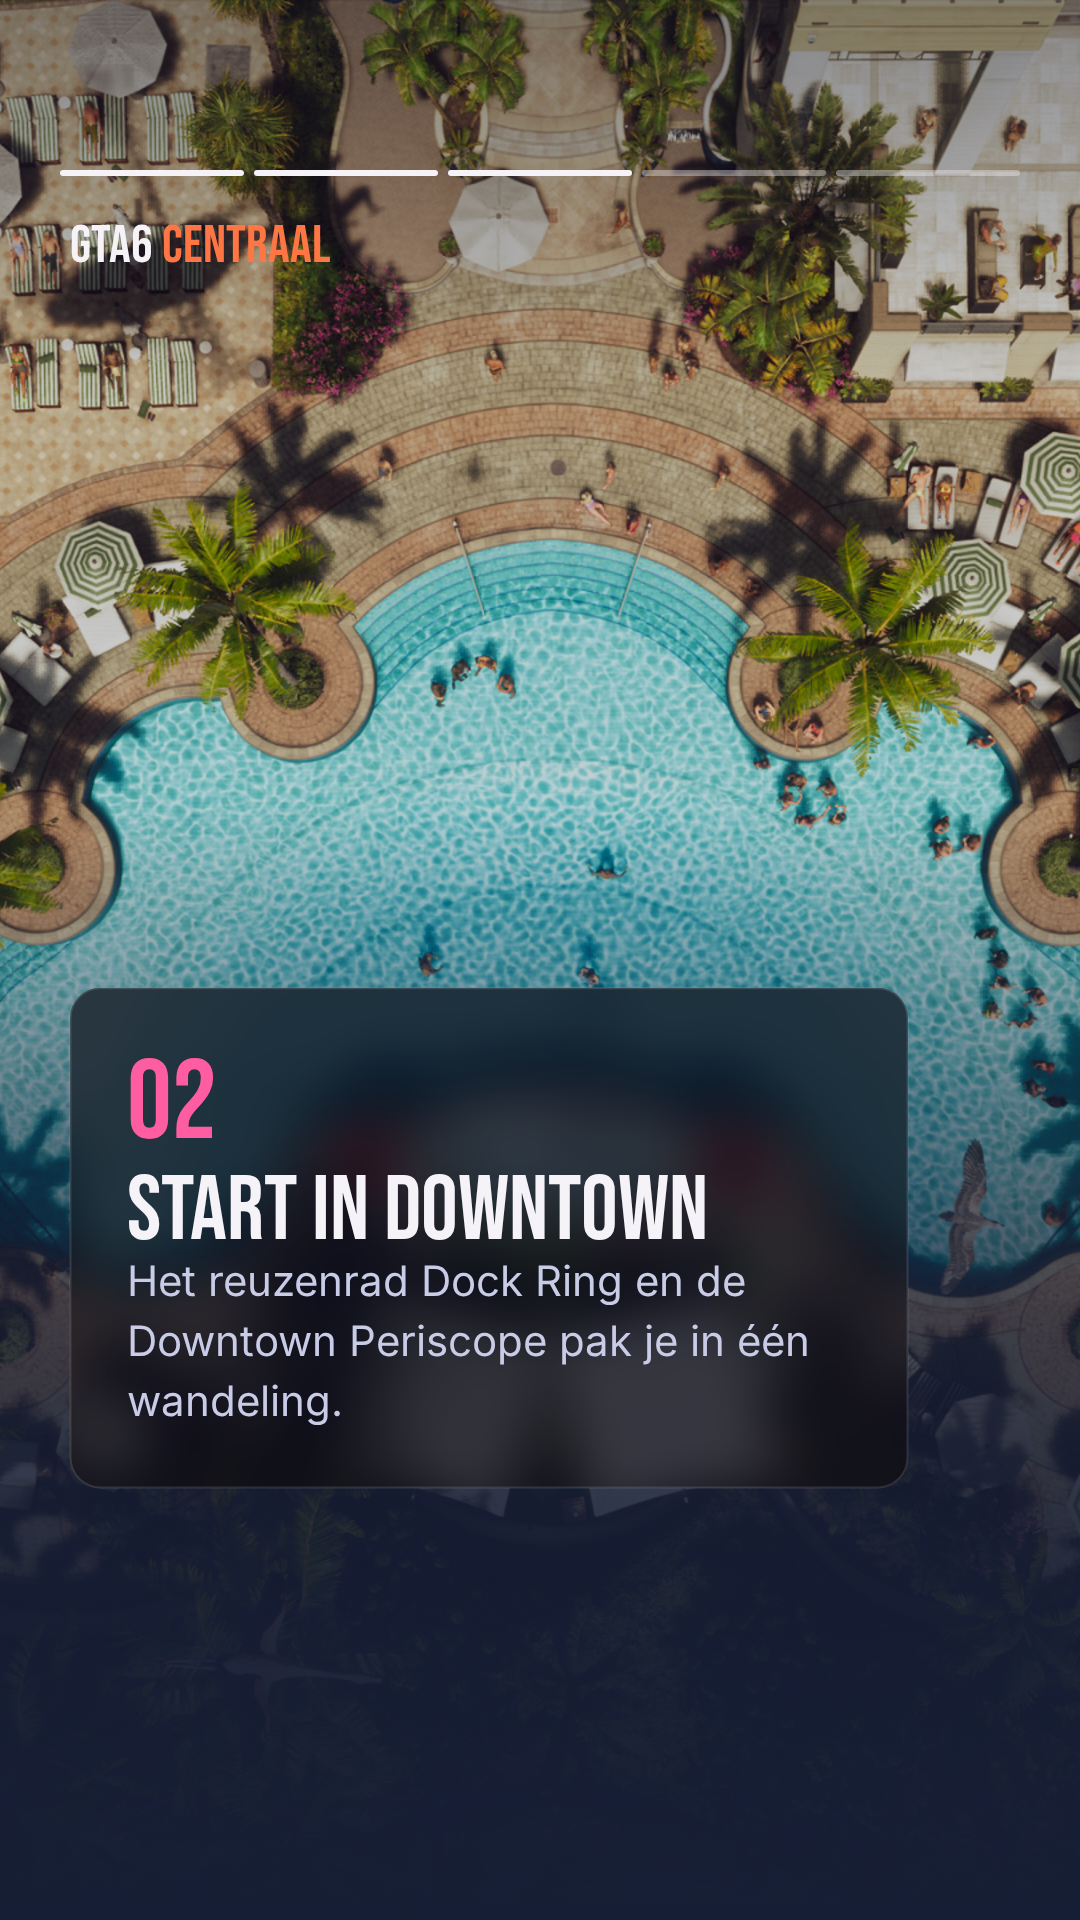 GTA6 CENTRAAL
02
START IN DOWNTOWN
Het reuzenrad Dock Ring en de
Downtown Periscope pak je in één
wandeling.